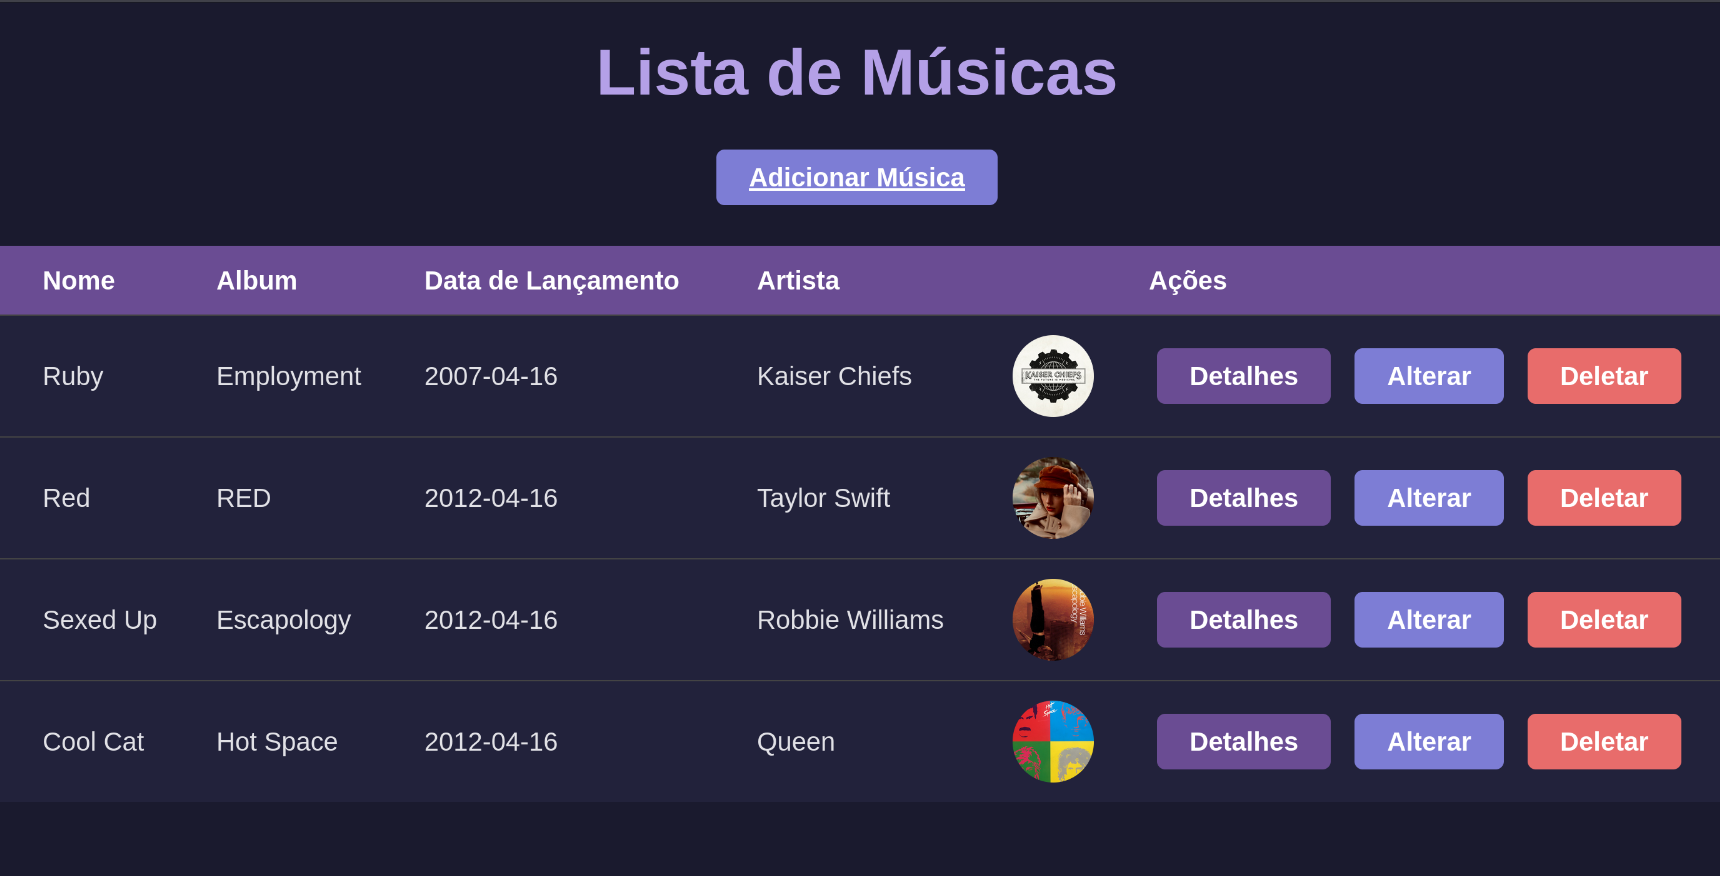 Lista de Músicas
Adicionar Música
Nome Album Data de Lançamento Artista Ações
Ruby Employment 2007-04-16 Kaiser Chiefs KAISER CHIEFS Detalhes Alterar Deletar
Red RED 2012-04-16 Taylor Swift Detalhes Alterar Deletar
Sexed Up Escapology 2012-04-16 Robbie Williams Williams Escapology Detalhes Alterar Deletar
Cool Cat Hot Space 2012-04-16 Queen Hot Space Detalhes Alterar Deletar